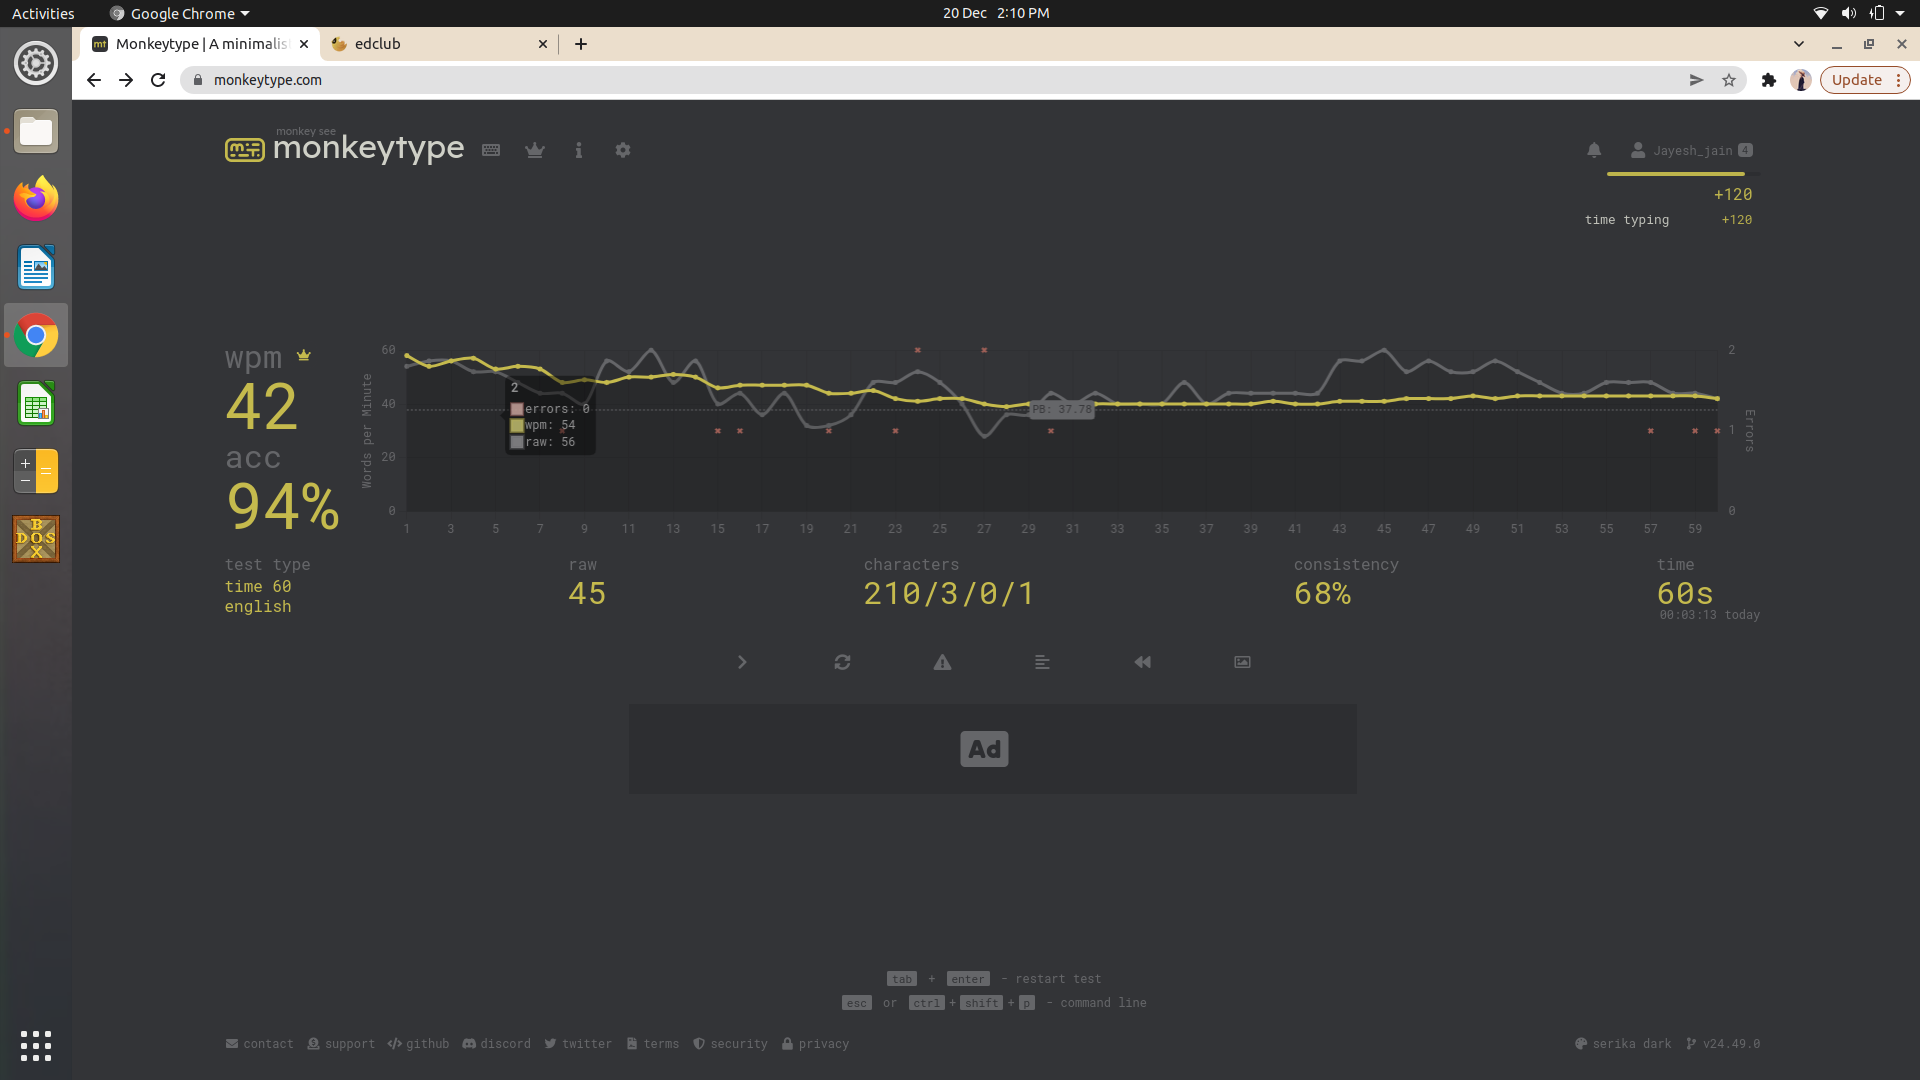 Activities
Google Chrome
20 Dec 2:10 PM
Monkeytype | A minimalis
edclub
monkeytype.com
Update
monkey see
monkeytype
Jayesh_jain 4
+120
time typing +120
wpm
42
acc
94%
Words per Minute
60
40
20
0
2
errors: 0
wpm: 54
raw: 56
PB: 37.78
2
1
0
Errors
1 3 5 7 9 11 13 15 17 19 21 23 25 27 29 31 33 35 37 39 41 43 45 47 49 51 53 55 57 59
test type
time 60
english
raw
45
characters
210/3/0/1
consistency
68%
time
60s
00:03:13 today
Ad
tab + enter - restart test
esc or ctrl + shift + p - command line
contact support github discord twitter terms security privacy
serika dark v24.49.0
BOX
DOS